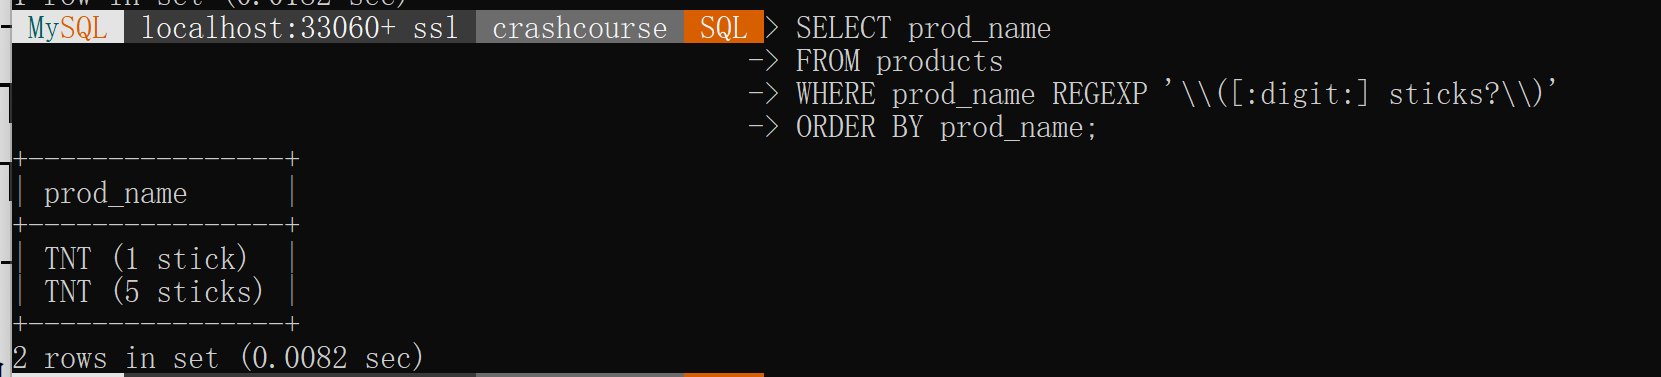 1 row in set (0.0182 sec)
MySQL localhost:33060+ ssl crashcourse SQL > SELECT prod_name
-> FROM products
-> WHERE prod_name REGEXP '\\([:digit:] sticks?\\)'
-> ORDER BY prod_name;
+----------------+
| prod_name      |
+----------------+
| TNT (1 stick)  |
| TNT (5 sticks) |
+----------------+
2 rows in set (0.0082 sec)